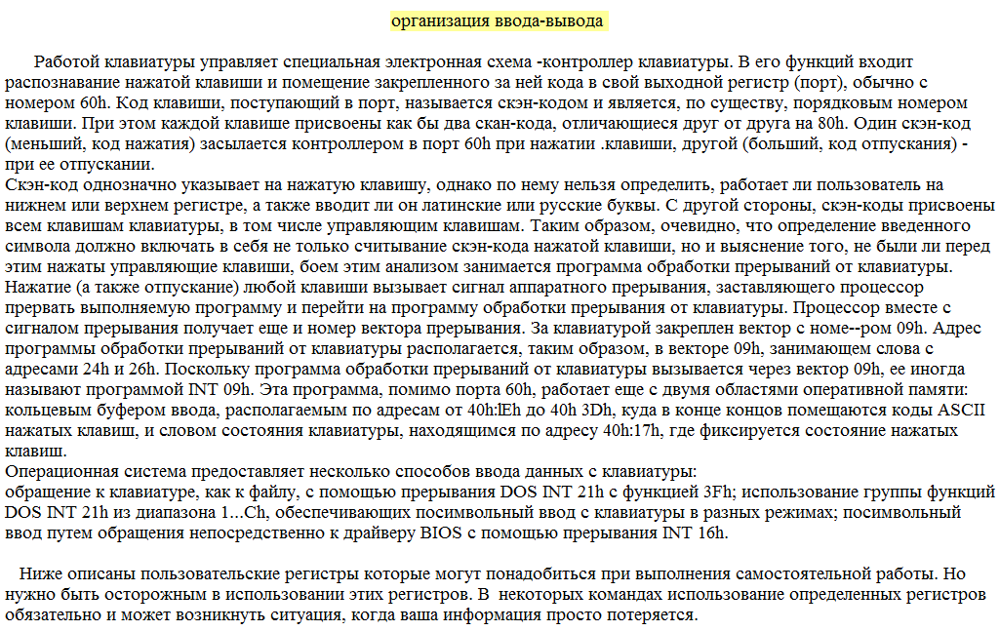 организация ввода-вывода
Работой клавиатуры управляет специальная электронная схема -контроллер клавиатуры. В его функций входит
распознавание нажатой клавиши и помещение закрепленного за ней кода в свой выходной регистр (порт), обычно с
номером 60h. Код клавиши, поступающий в порт, называется скэн-кодом и является, по существу, порядковым номером
клавиши. При этом каждой клавише присвоены как бы два скан-кода, отличающиеся друг от друга на 80h. Один скэн-код
(меньший, код нажатия) засылается контроллером в порт 60h при нажатии .клавиши, другой (больший, код отпускания) -
при ее отпускании.
Скэн-код однозначно указывает на нажатую клавишу, однако по нему нельзя определить, работает ли пользователь на
нижнем или верхнем регистре, а также вводит ли он латинские или русские буквы. С другой стороны, скэн-коды присвоены
всем клавишам клавиатуры, в том числе управляющим клавишам. Таким образом, очевидно, что определение введенного
символа должно включать в себя не только считывание скэн-кода нажатой клавиши, но и выяснение того, не были ли перед
этим нажаты управляющие клавиши, боем этим анализом занимается программа обработки прерываний от клавиатуры.
Нажатие (а также отпускание) любой клавиши вызывает сигнал аппаратного прерывания, заставляющего процессор
прервать выполняемую программу и перейти на программу обработки прерывания от клавиатуры. Процессор вместе с
сигналом прерывания получает еще и номер вектора прерывания. За клавиатурой закреплен вектор с номе--ром 09h. Адрес
программы обработки прерываний от клавиатуры располагается, таким образом, в векторе 09h, занимающем слова с
адресами 24h и 26h. Поскольку программа обработки прерываний от клавиатуры вызывается через вектор 09h, ее иногда
называют программой INT 09h. Эта программа, помимо порта 60h, работает еще с двумя областями оперативной памяти:
кольцевым буфером ввода, располагаемым по адресам от 40h:lEh до 40h 3Dh, куда в конце концов помещаются коды ASCII
нажатых клавиш, и словом состояния клавиатуры, находящимся по адресу 40h:17h, где фиксируется состояние нажатых
клавиш.
Операционная система предоставляет несколько способов ввода данных с клавиатуры:
обращение к клавиатуре, как к файлу, с помощью прерывания DOS INT 21h с функцией 3Fh; использование группы функций
DOS INT 21h из диапазона 1...Ch, обеспечивающих посимвольный ввод с клавиатуры в разных режимах; посимвольный
ввод путем обращения непосредственно к драйверу BIOS с помощью прерывания INT 16h.
Ниже описаны пользовательские регистры которые могут понадобиться при выполнения самостоятельной работы. Но
нужно быть осторожным в использовании этих регистров. В некоторых командах использование определенных регистров
обязательно и может возникнуть ситуация, когда ваша информация просто потеряется.